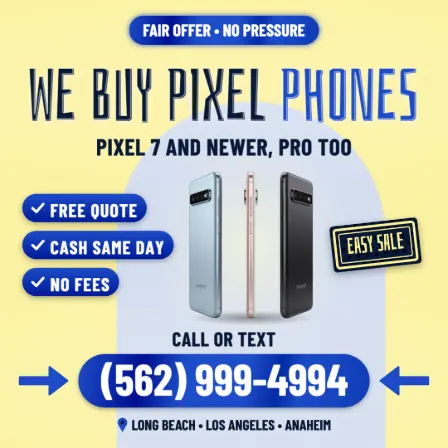 FAIR OFFER • NO PRESSURE
WE BUY PIXEL PHONES
PIXEL 7 AND NEWER, PRO TOO
FREE QUOTE
CASH SAME DAY
NO FEES
EASY SALE
CALL OR TEXT
(562) 999-4994
LONG BEACH • LOS ANGELES • ANAHEIM